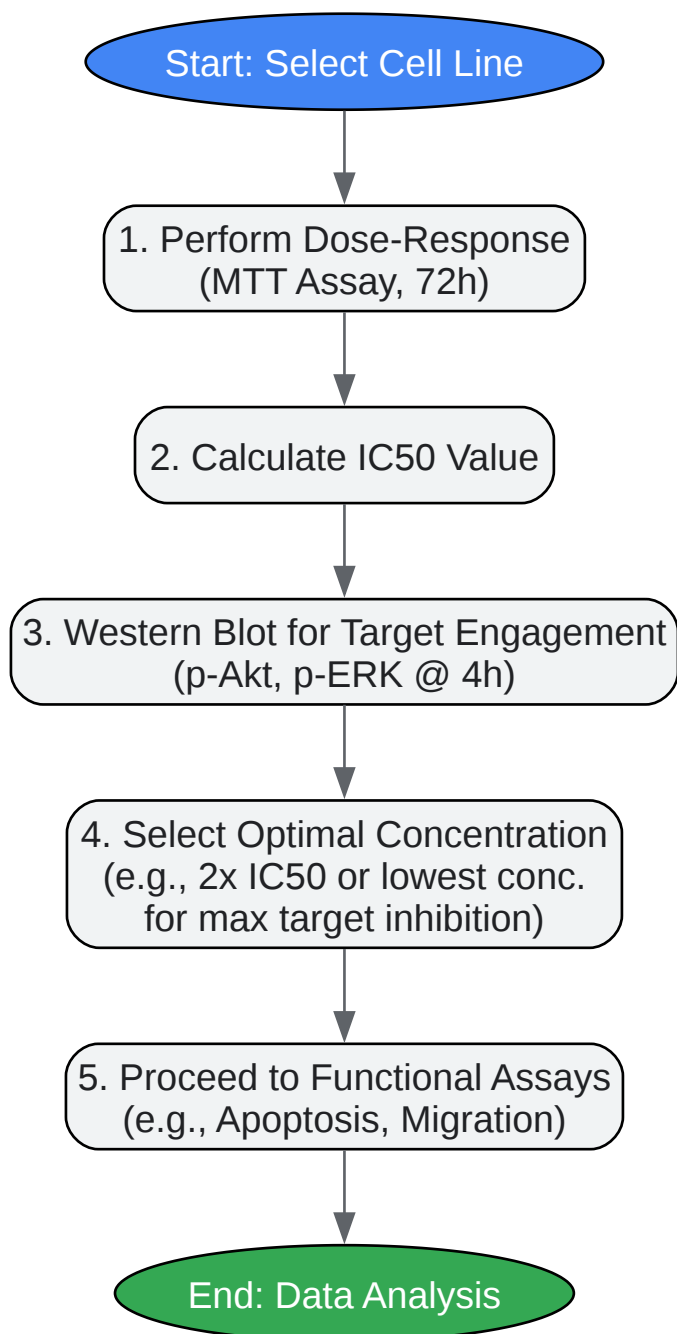 Start: Select Cell Line
1. Perform Dose-Response
(MTT Assay, 72h)
2. Calculate IC50 Value
3. Western Blot for Target Engagement
(p-Akt, p-ERK @ 4h)
4. Select Optimal Concentration
(e.g., 2x IC50 or lowest conc.
for max target inhibition)
5. Proceed to Functional Assays
(e.g., Apoptosis, Migration)
End: Data Analysis